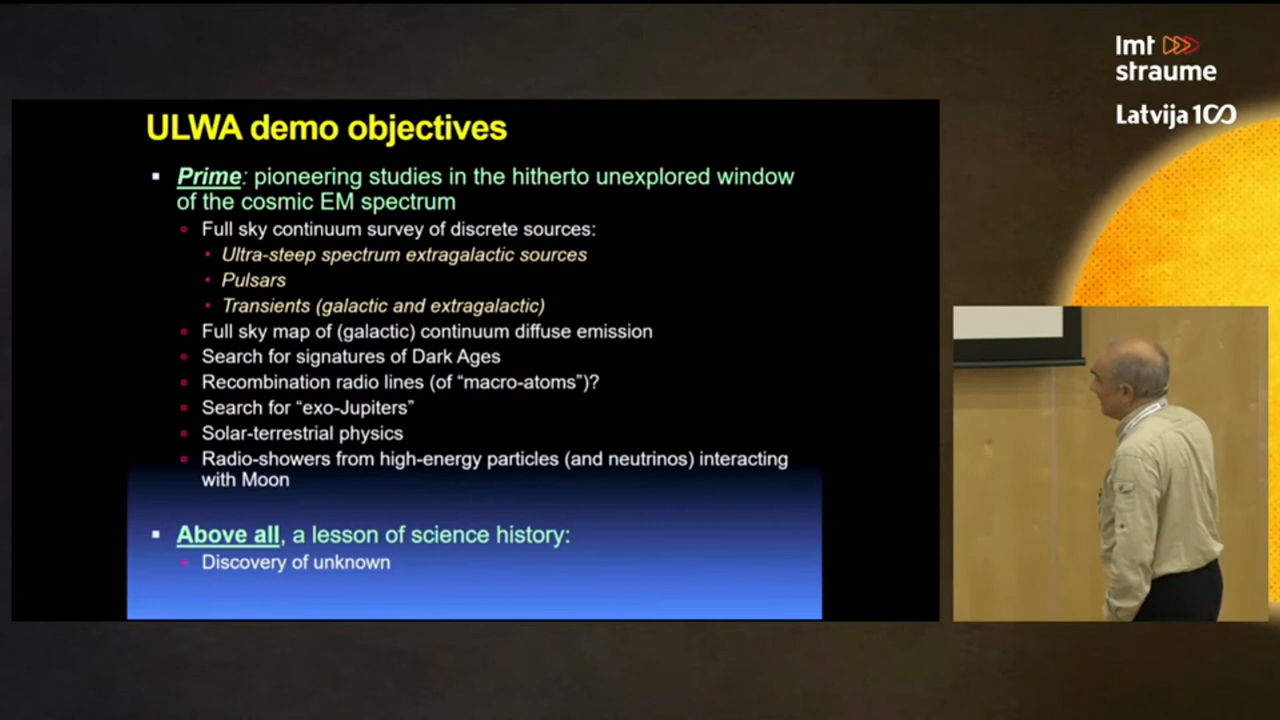 lmt
straume
Latvija 100
ULWA demo objectives
Prime: pioneering studies in the hitherto unexplored window
of the cosmic EM spectrum
Full sky continuum survey of discrete sources:
Ultra-steep spectrum extragalactic sources
Pulsars
Transients (galactic and extragalactic)
Full sky map of (galactic) continuum diffuse emission
Search for signatures of Dark Ages
Recombination radio lines (of “macro-atoms”)?
Search for “exo-Jupiters”
Solar-terrestrial physics
Radio-showers from high-energy particles (and neutrinos) interacting
with Moon
Above all, a lesson of science history:
Discovery of unknown